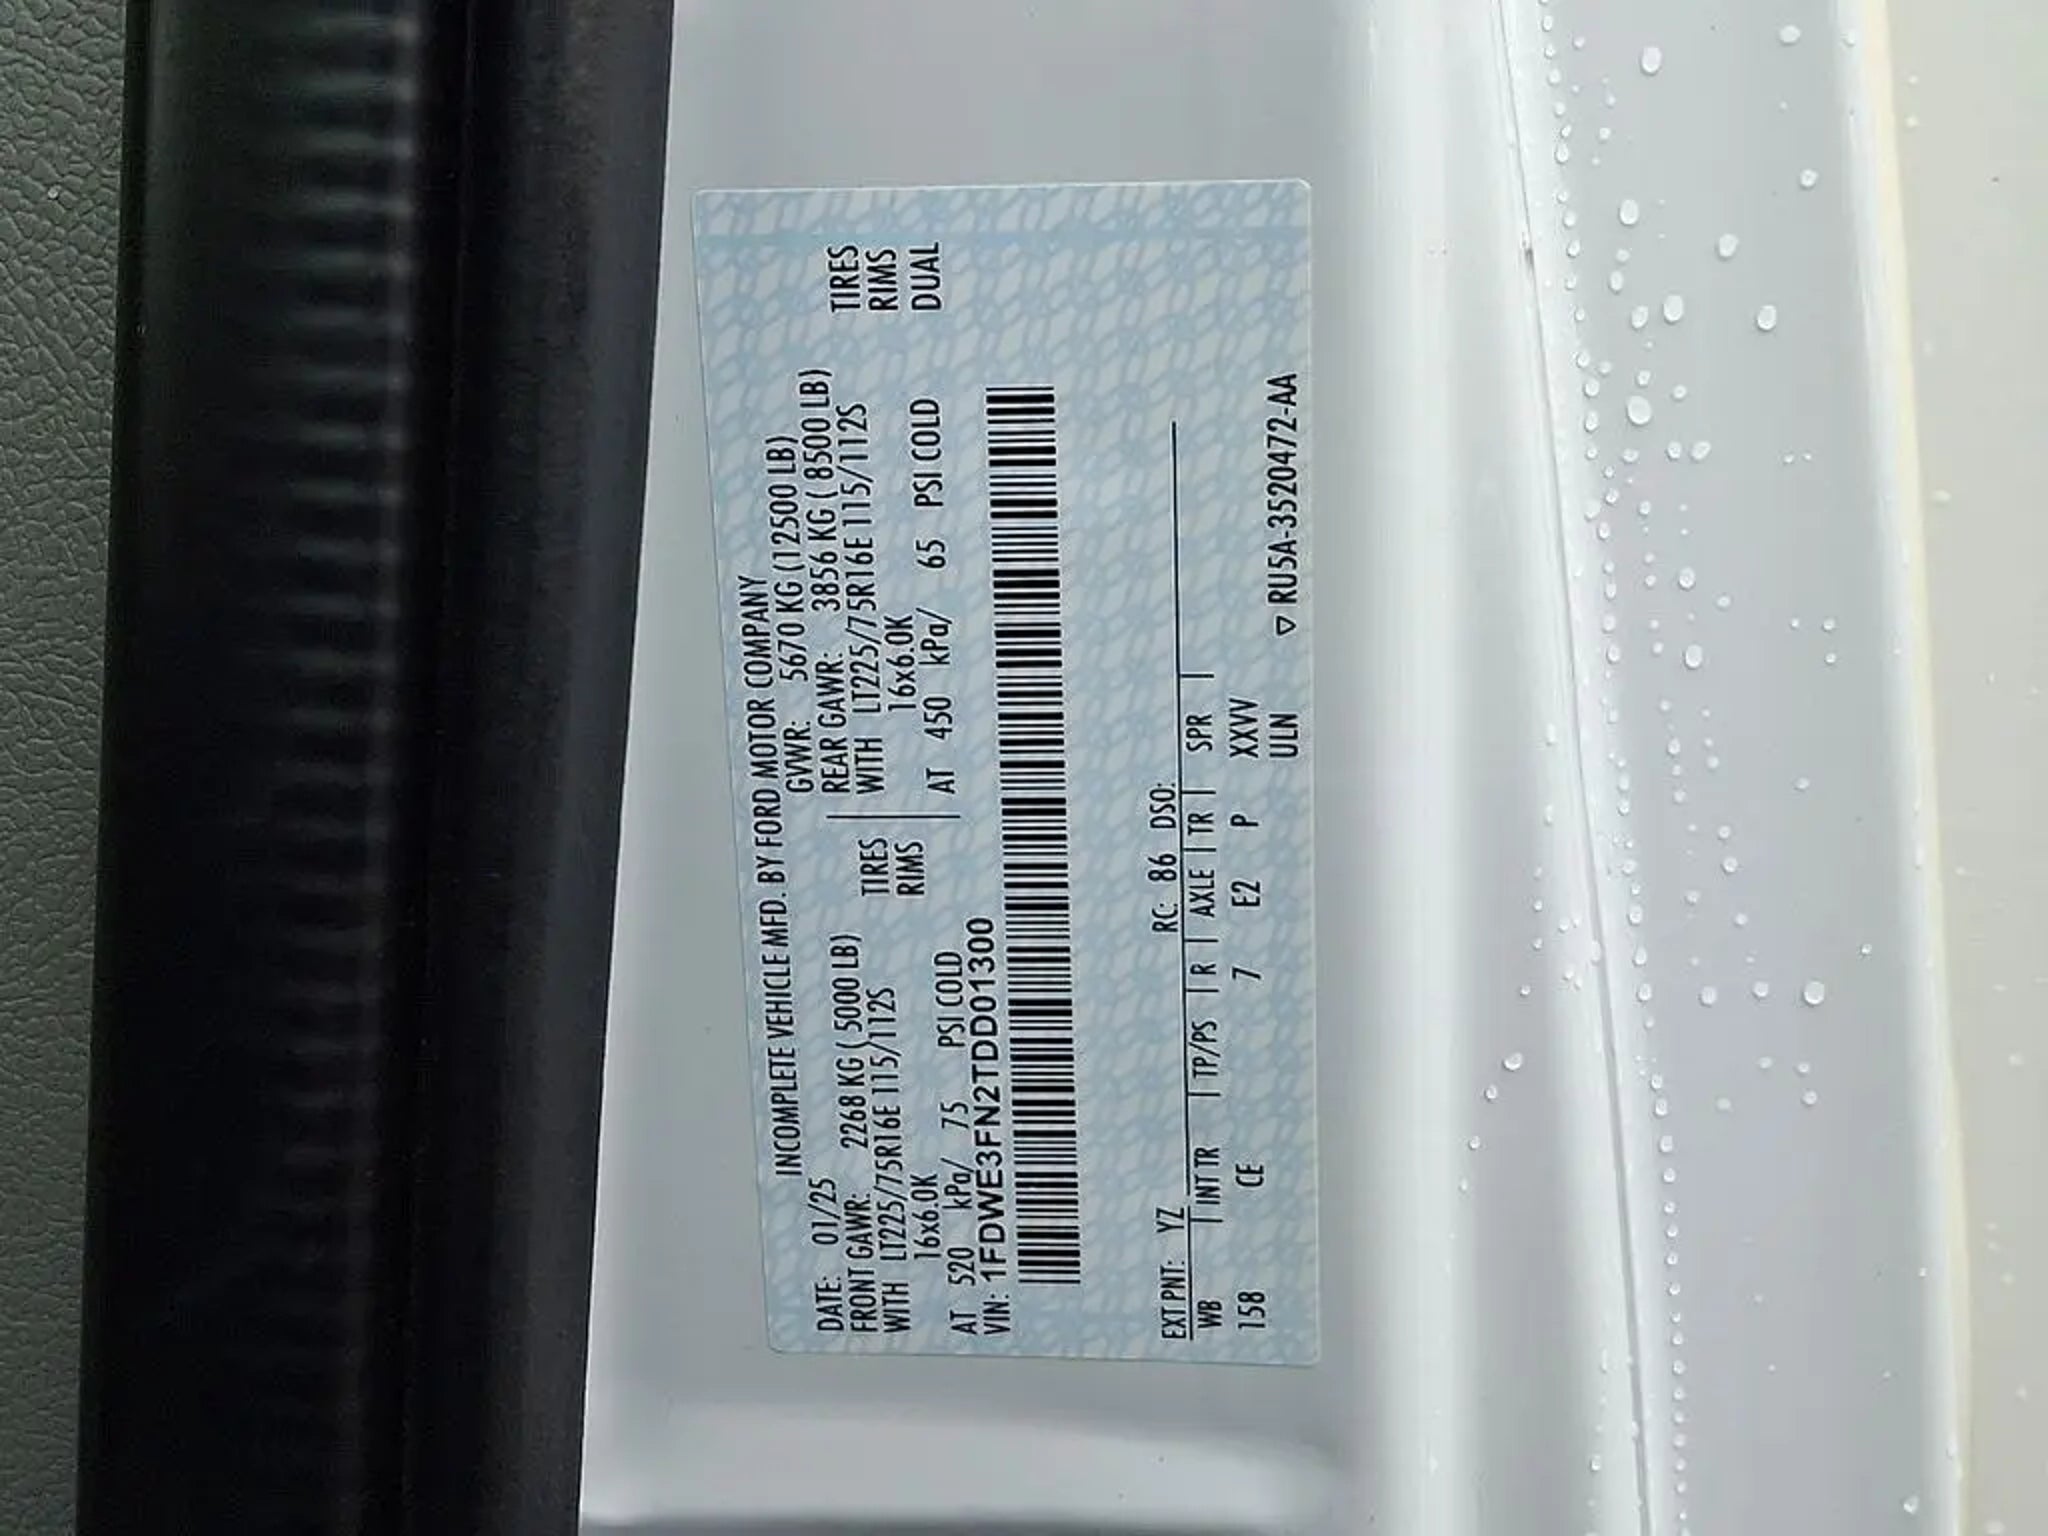 INCOMPLETE VEHICLE MFD. BY FORD MOTOR COMPANY
DATE: 01/25 GVWR: 5670 KG (12500 LB)
FRONT GAWR: 2268 KG ( 5000 LB) REAR GAWR: 3856 KG ( 8500 LB)
WITH LT225/75R16E 115/112S TIRES WITH LT225/75R16E 115/112S TIRES
16x6.0K RIMS 16x6.0K RIMS
AT 520 kPa/ 75 PSI COLD AT 450 kPa/ 65 PSI COLD DUAL
VIN: 1FDWE3FN2TDD01300
EXT PNT: YZ RC: 86 DSO:
WB | INT TR | TP/PS | R | AXLE | TR | SPR |
158 CE 7 E2 P XXVV
ULN ▽ RU5A-3520472-AA